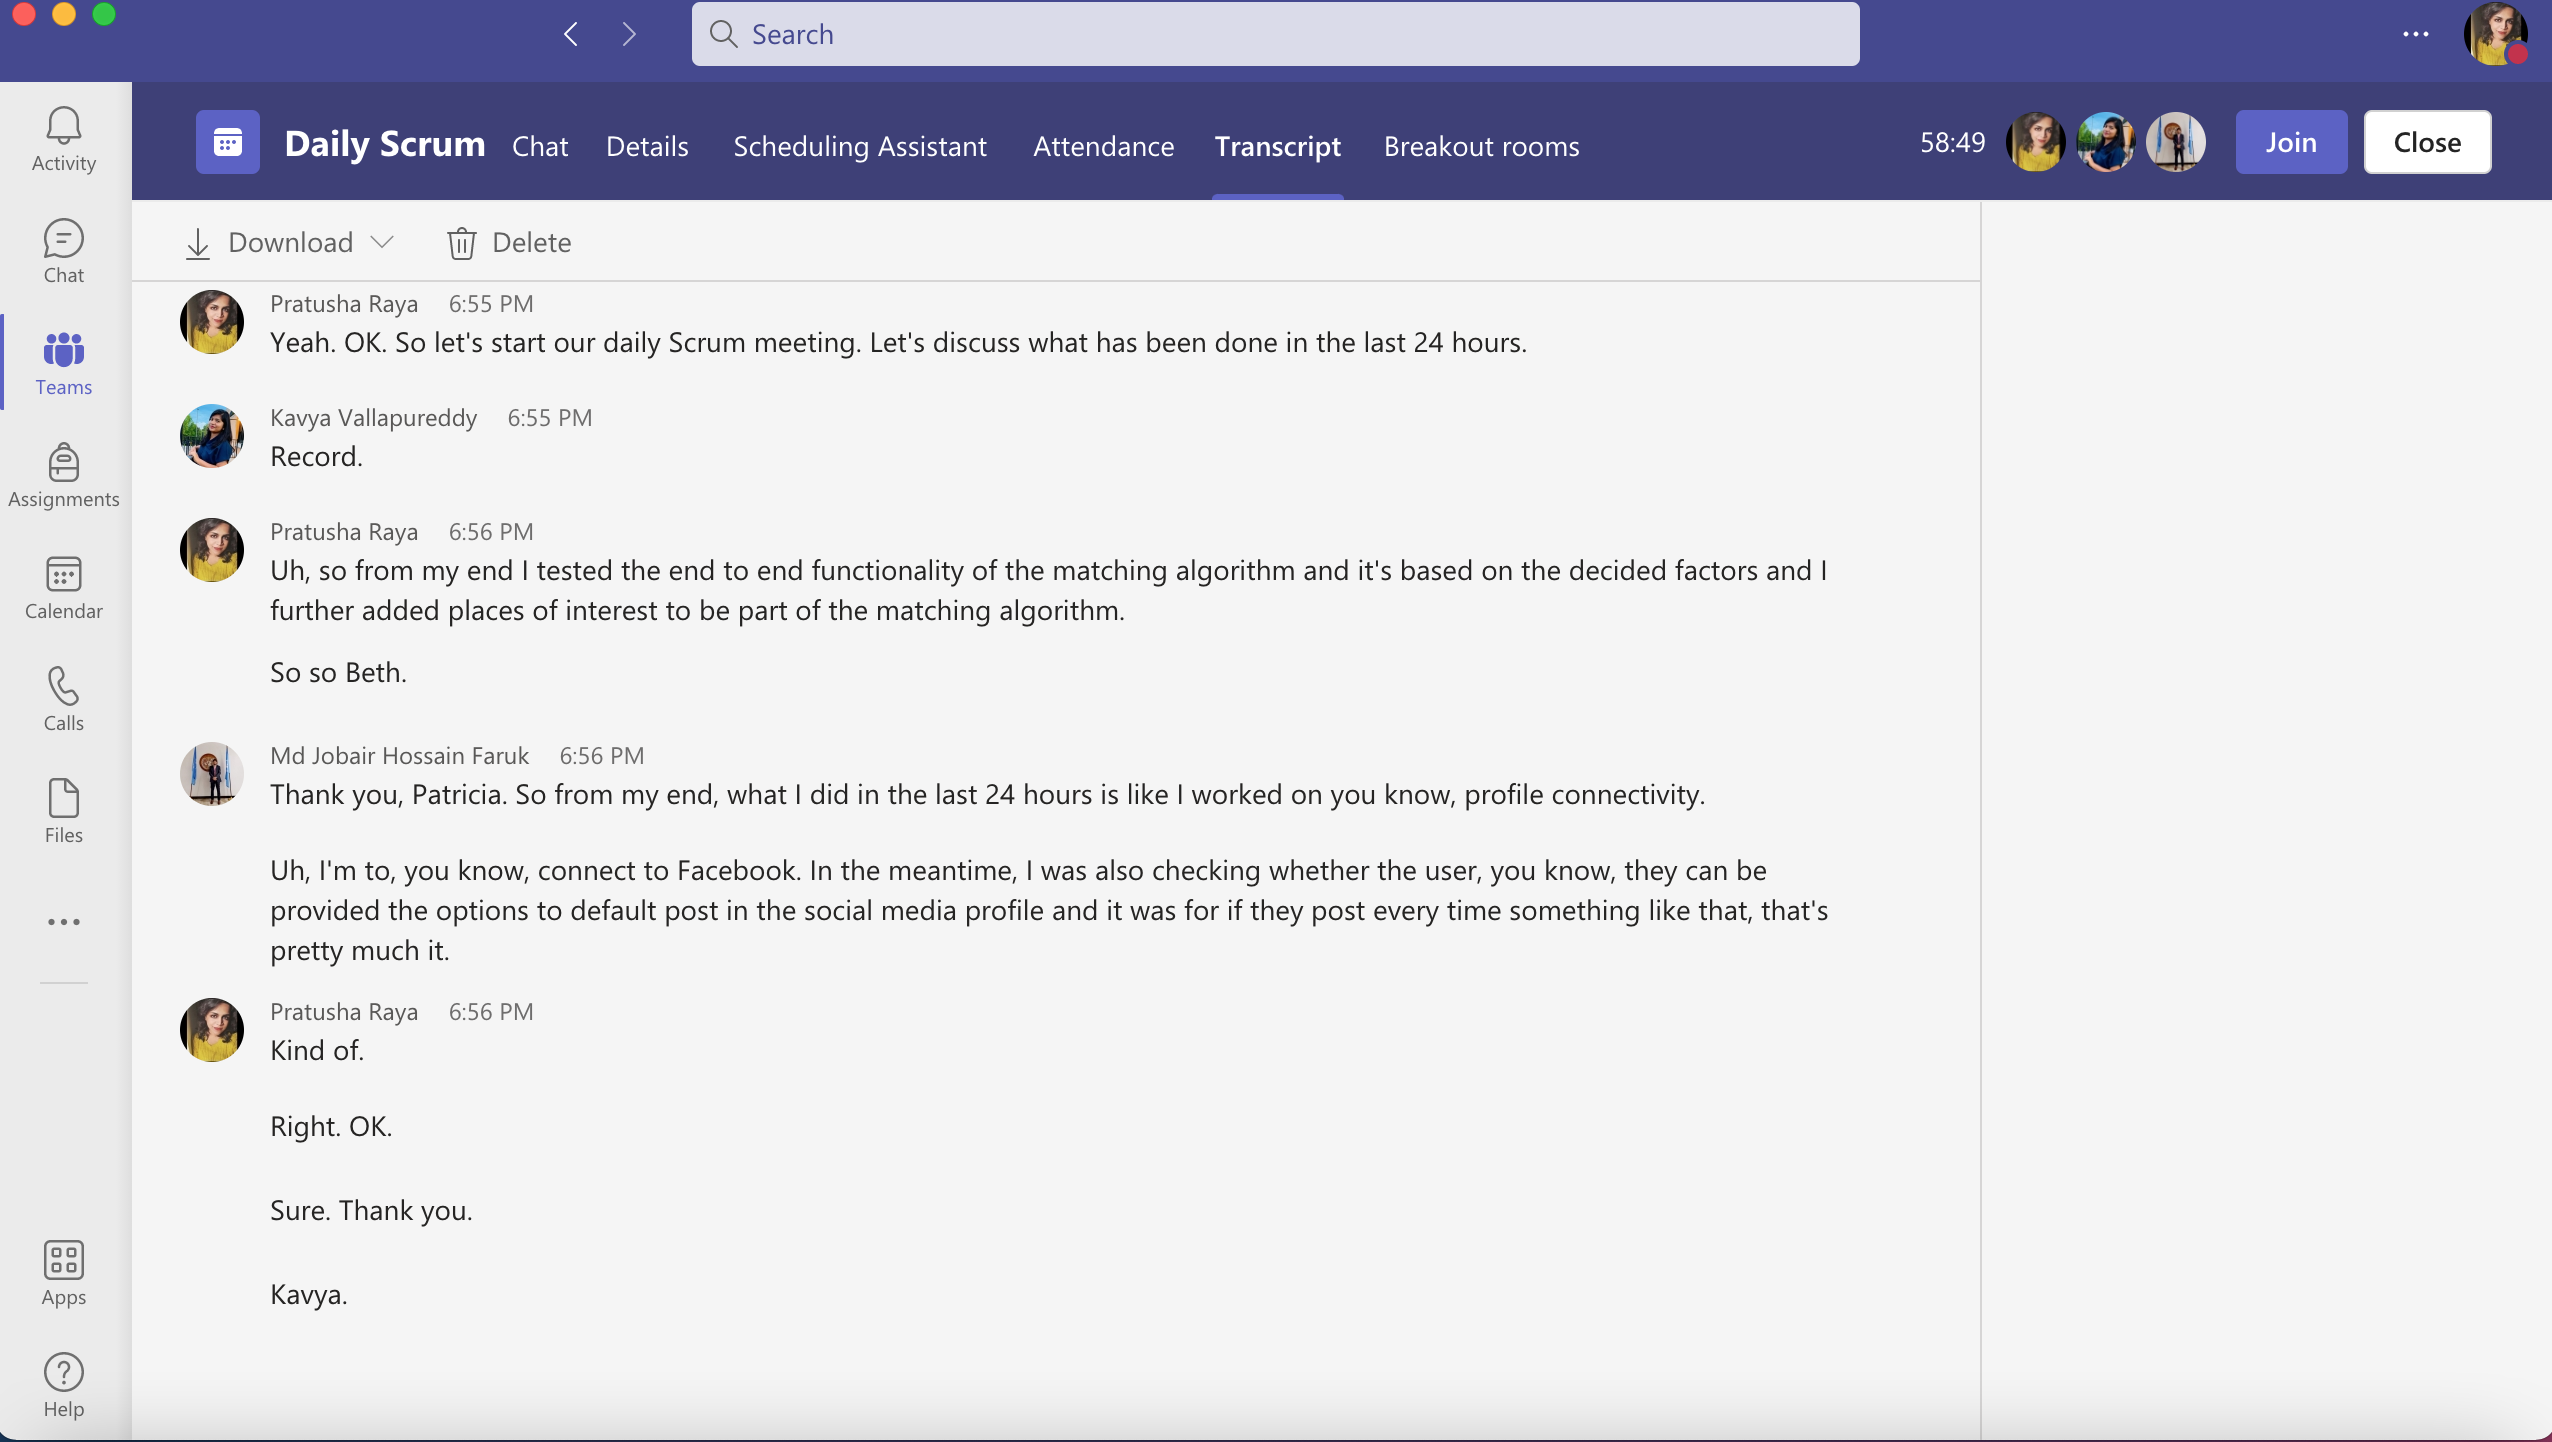 Search
Daily Scrum
Chat
Details
Scheduling Assistant
Attendance
Transcript
Breakout rooms
58:49
Join
Close
Activity
Chat
Teams
Assignments
Calendar
Calls
Files
Apps
Help
Download
Delete
Pratusha Raya 6:55 PM
Yeah. OK. So let's start our daily Scrum meeting. Let's discuss what has been done in the last 24 hours.
Kavya Vallapureddy 6:55 PM
Record.
Pratusha Raya 6:56 PM
Uh, so from my end I tested the end to end functionality of the matching algorithm and it's based on the decided factors and I
further added places of interest to be part of the matching algorithm.
So so Beth.
Md Jobair Hossain Faruk 6:56 PM
Thank you, Patricia. So from my end, what I did in the last 24 hours is like I worked on you know, profile connectivity.
Uh, I'm to, you know, connect to Facebook. In the meantime, I was also checking whether the user, you know, they can be
provided the options to default post in the social media profile and it was for if they post every time something like that, that's
pretty much it.
Pratusha Raya 6:56 PM
Kind of.
Right. OK.
Sure. Thank you.
Kavya.